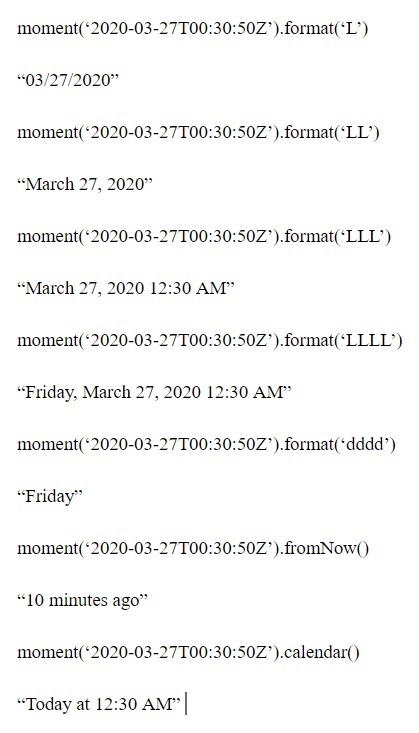 moment(‘2020-03-27T00:30:50Z’).format(‘L’)
“03/27/2020”
moment(‘2020-03-27T00:30:50Z’).format(‘LL’)
“March 27, 2020”
moment(‘2020-03-27T00:30:50Z’).format(‘LLL’)
“March 27, 2020 12:30 AM”
moment(‘2020-03-27T00:30:50Z’).format(‘LLLL’)
“Friday, March 27, 2020 12:30 AM”
moment(‘2020-03-27T00:30:50Z’).format(‘dddd’)
“Friday”
moment(‘2020-03-27T00:30:50Z’).fromNow()
“10 minutes ago”
moment(‘2020-03-27T00:30:50Z’).calendar()
“Today at 12:30 AM”